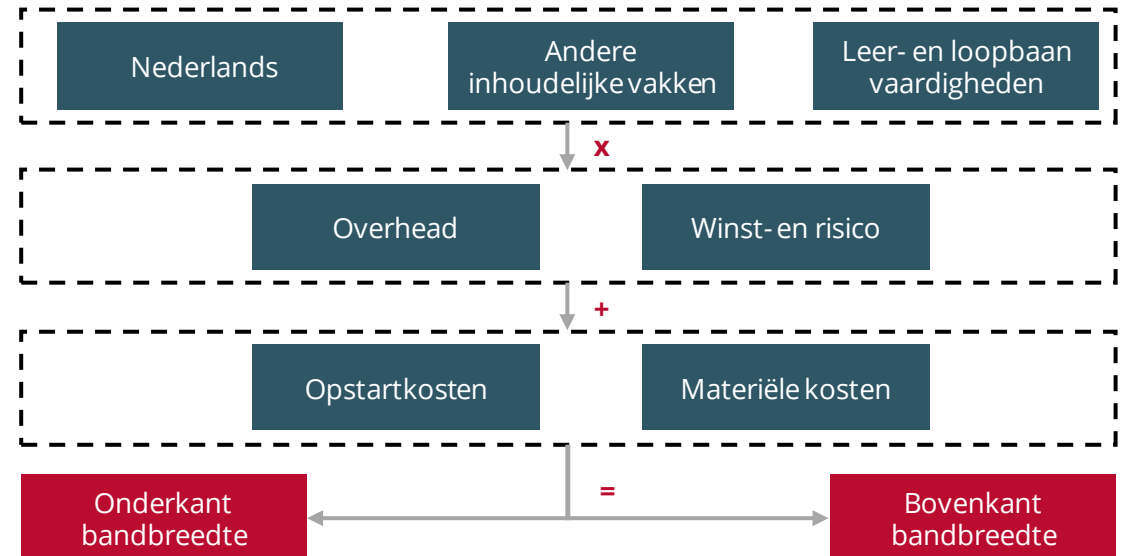 Nederlands
Andere
inhoudelijke vakken
Leer- en loopbaan
vaardigheden
x
Overhead
Winst- en risico
+
Opstartkosten
Materiële kosten
=
Onderkant
bandbreedte
Bovenkant
bandbreedte